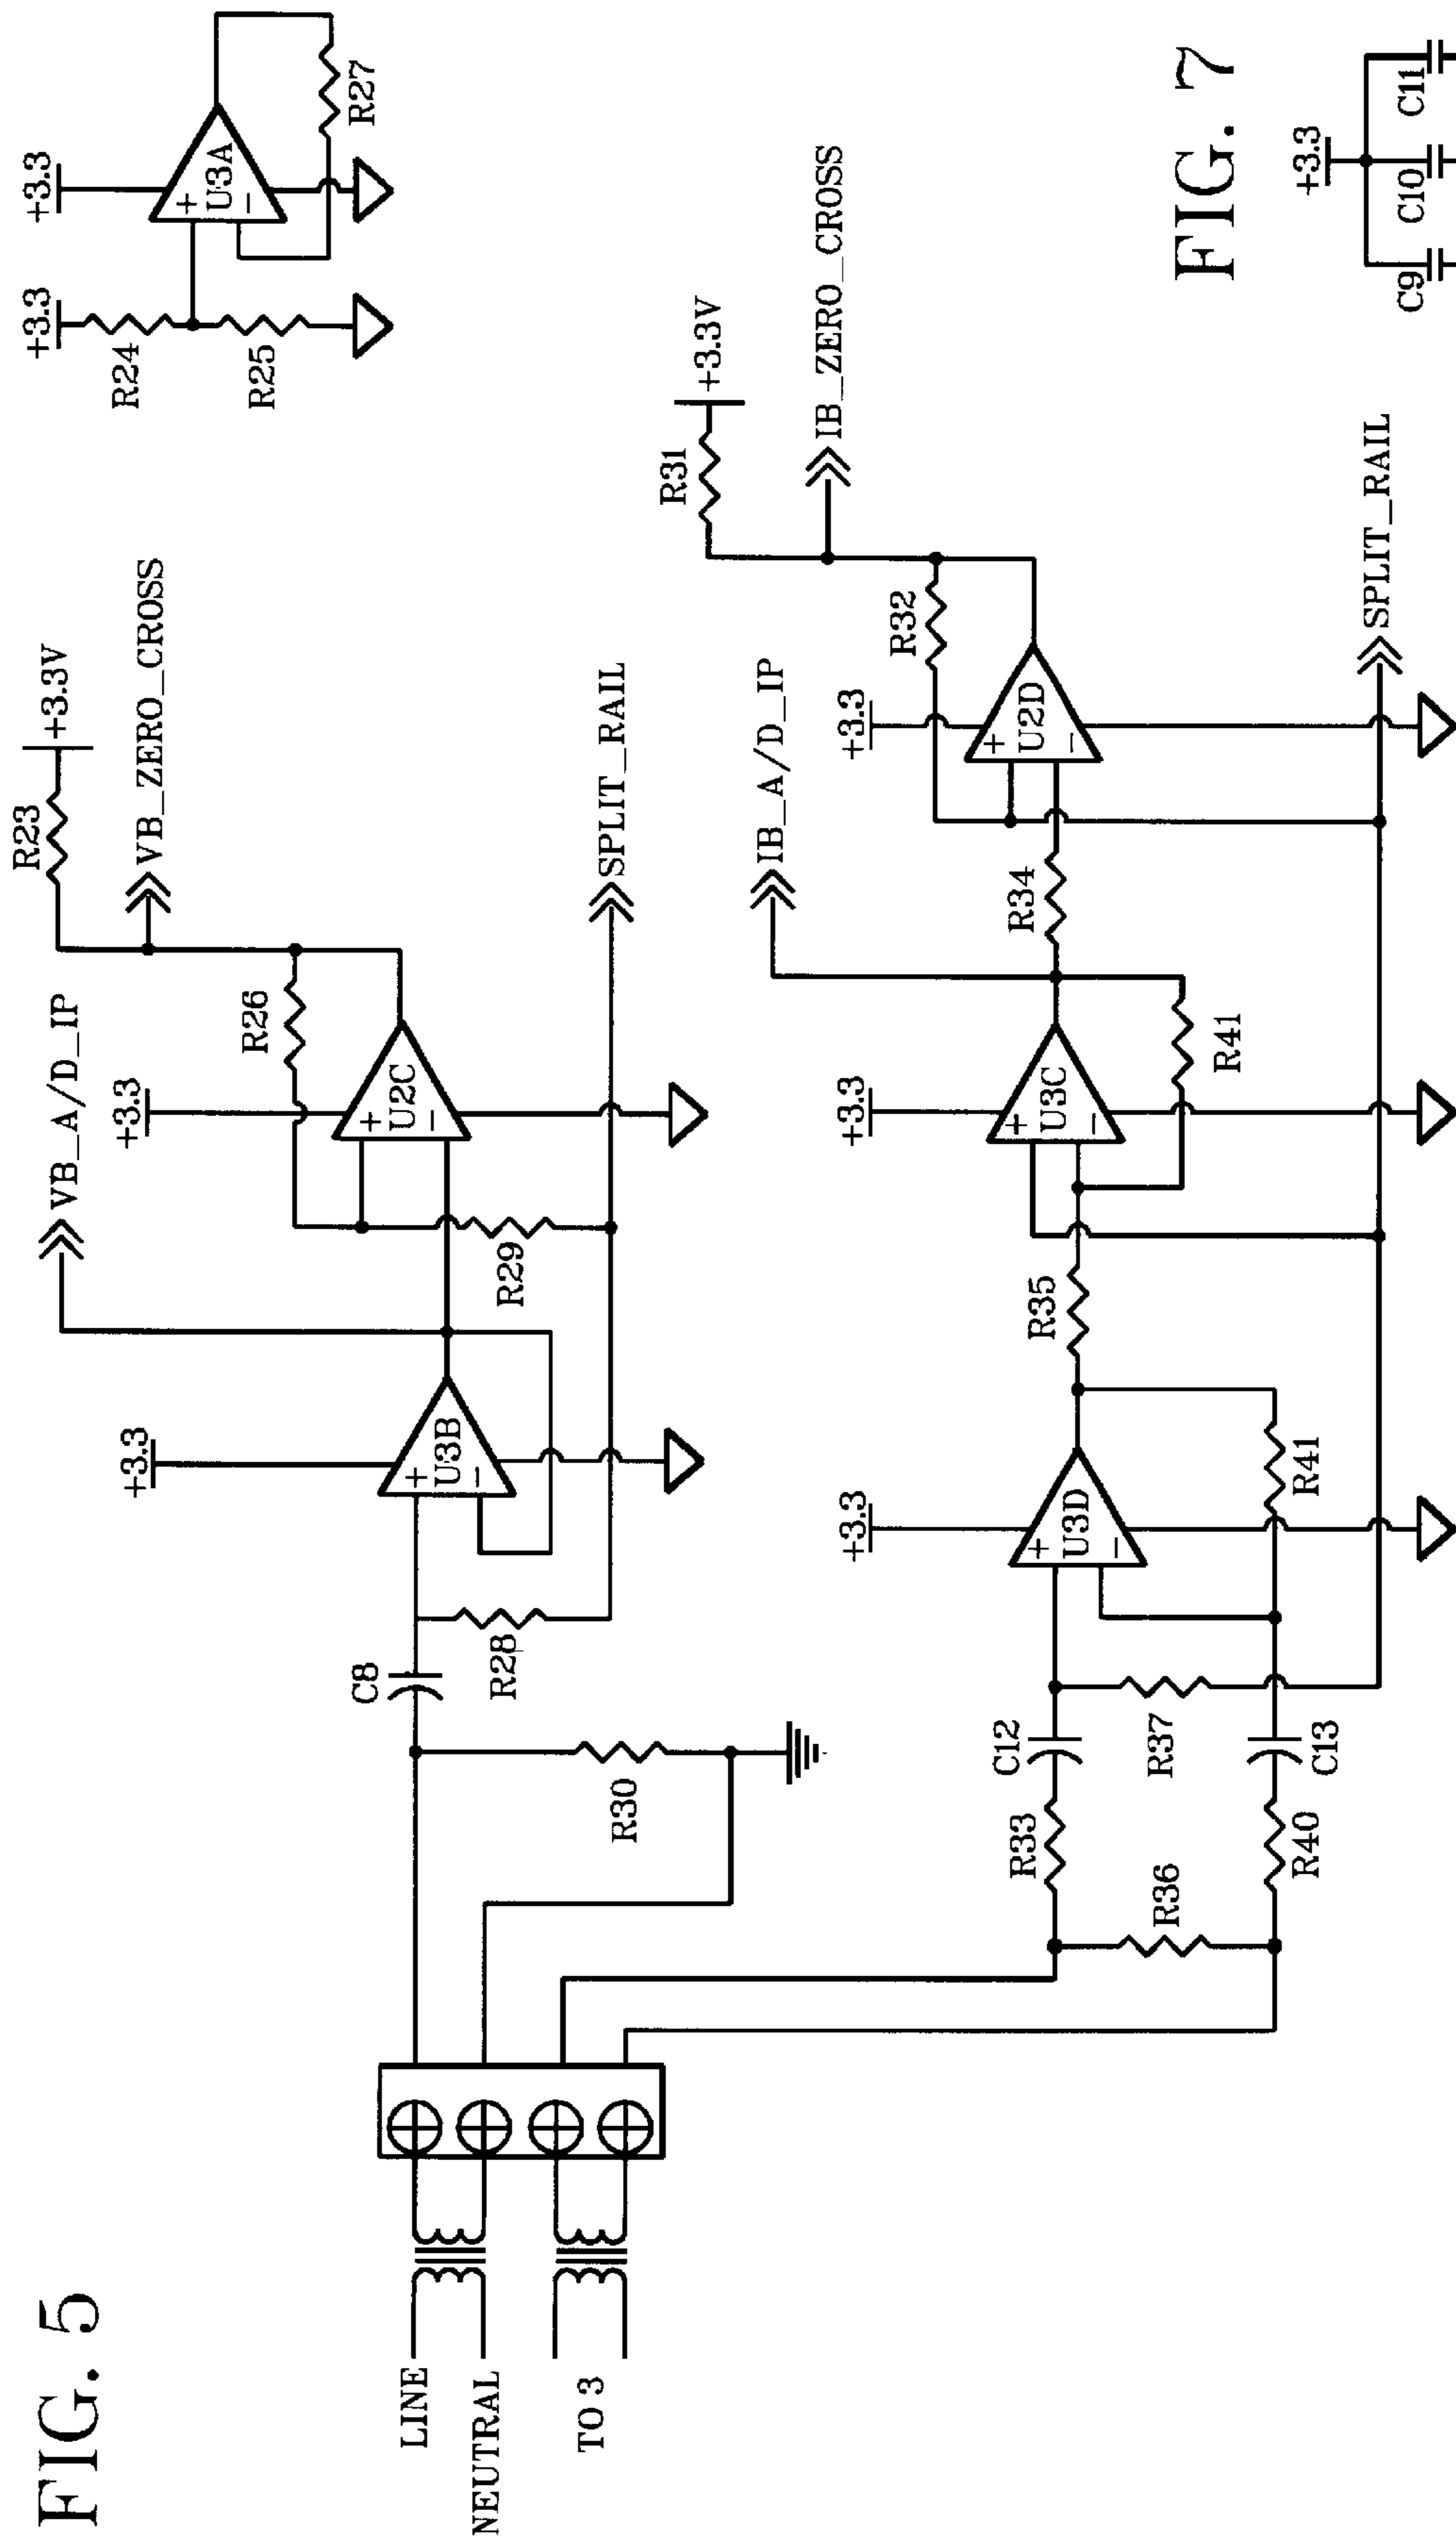 FIG. 5
LINE
NEUTRAL
TO 3
+3.3
R24
R25
+3.3
+
U3A
−
R27
R23
+3.3V
VB_ZERO_CROSS
VB_A/D_IP
+3.3
R26
+
U2C
−
+3.3
+
U3B
−
R29
SPLIT_RAIL
C8
R28
R30
R31
+3.3V
IB_ZERO_CROSS
R32
IB_A/D_IP
+3.3
+
U2D
−
R34
+3.3
+
U3C
−
R41
R35
+3.3
+
U3D
−
R41
SPLIT_RAIL
C12
R37
C13
R33
R36
R40
FIG. 7
+3.3
C9
C10
C11